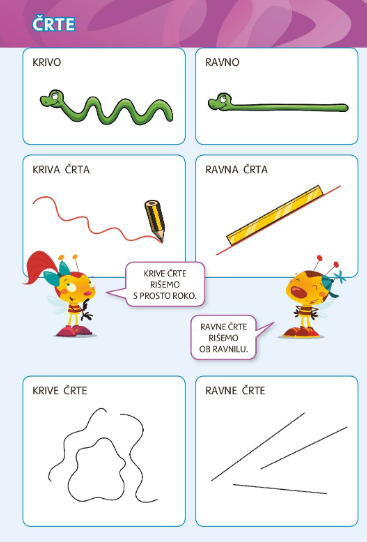 ČRTE
KRIVO
RAVNO
KRIVA ČRTA
RAVNA ČRTA
KRIVE ČRTE
RIŠEMO
S PROSTO ROKO.
RAVNE ČRTE
RIŠEMO
OB RAVNILU.
KRIVE ČRTE
RAVNE ČRTE